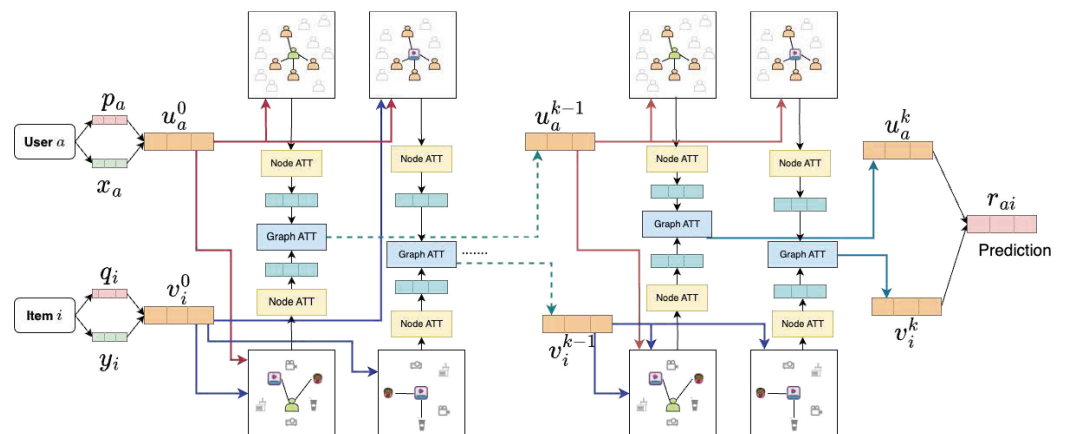 p_a
u_a^0
User a
x_a
Node ATT
Node ATT
Graph ATT
Graph ATT
.......
Node ATT
Node ATT
q_i
v_i^0
Item i
y_i
u_a^{k-1}
v_i^{k-1}
Node ATT
Node ATT
Graph ATT
Graph ATT
Node ATT
Node ATT
u_a^k
r_{ai}
Prediction
v_i^k